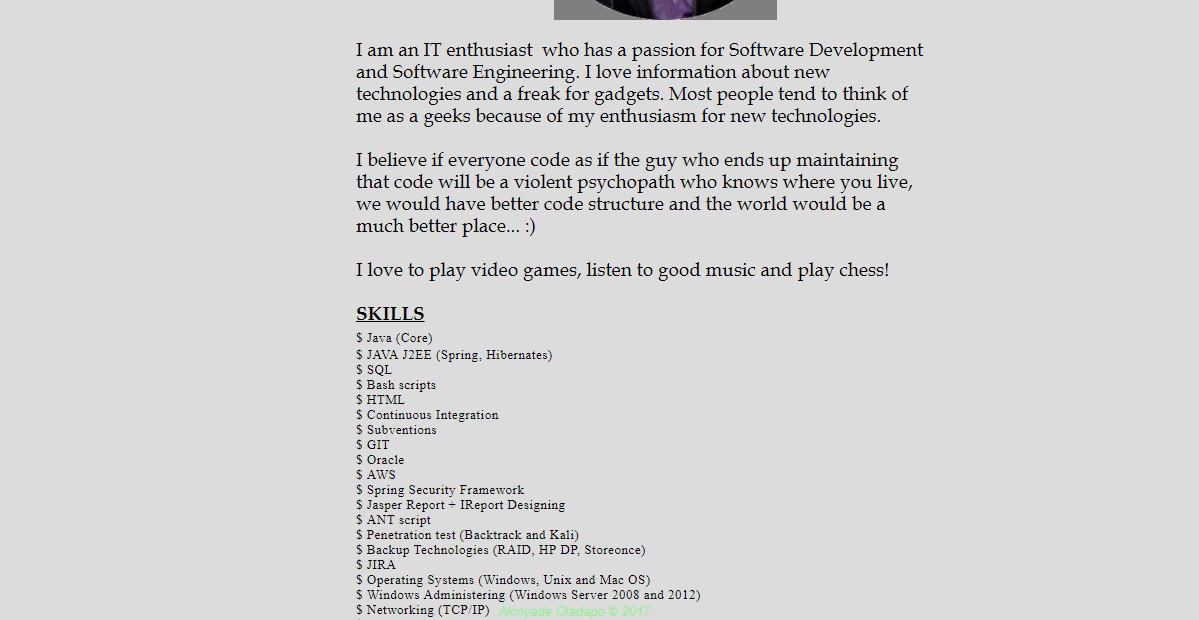 I am an IT enthusiast  who has a passion for Software Development
and Software Engineering. I love information about new
technologies and a freak for gadgets. Most people tend to think of
me as a geeks because of my enthusiasm for new technologies.
I believe if everyone code as if the guy who ends up maintaining
that code will be a violent psychopath who knows where you live,
we would have better code structure and the world would be a
much better place... :)
I love to play video games, listen to good music and play chess!
SKILLS
$ Java (Core)
$ JAVA J2EE (Spring, Hibernates)
$ SQL
$ Bash scripts
$ HTML
$ Continuous Integration
$ Subventions
$ GIT
$ Oracle
$ AWS
$ Spring Security Framework
$ Jasper Report + IReport Designing
$ ANT script
$ Penetration test (Backtrack and Kali)
$ Backup Technologies (RAID, HP DP, Storeonce)
$ JIRA
$ Operating Systems (Windows, Unix and Mac OS)
$ Windows Administering (Windows Server 2008 and 2012)
$ Networking (TCP/IP) Akinyade Oladapo © 2017